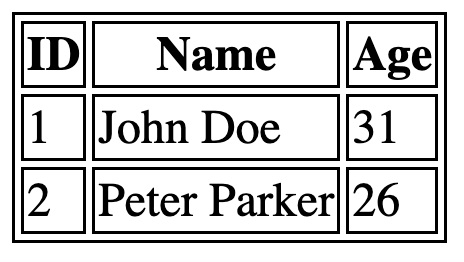 ID Name Age
1 John Doe 31
2 Peter Parker 26